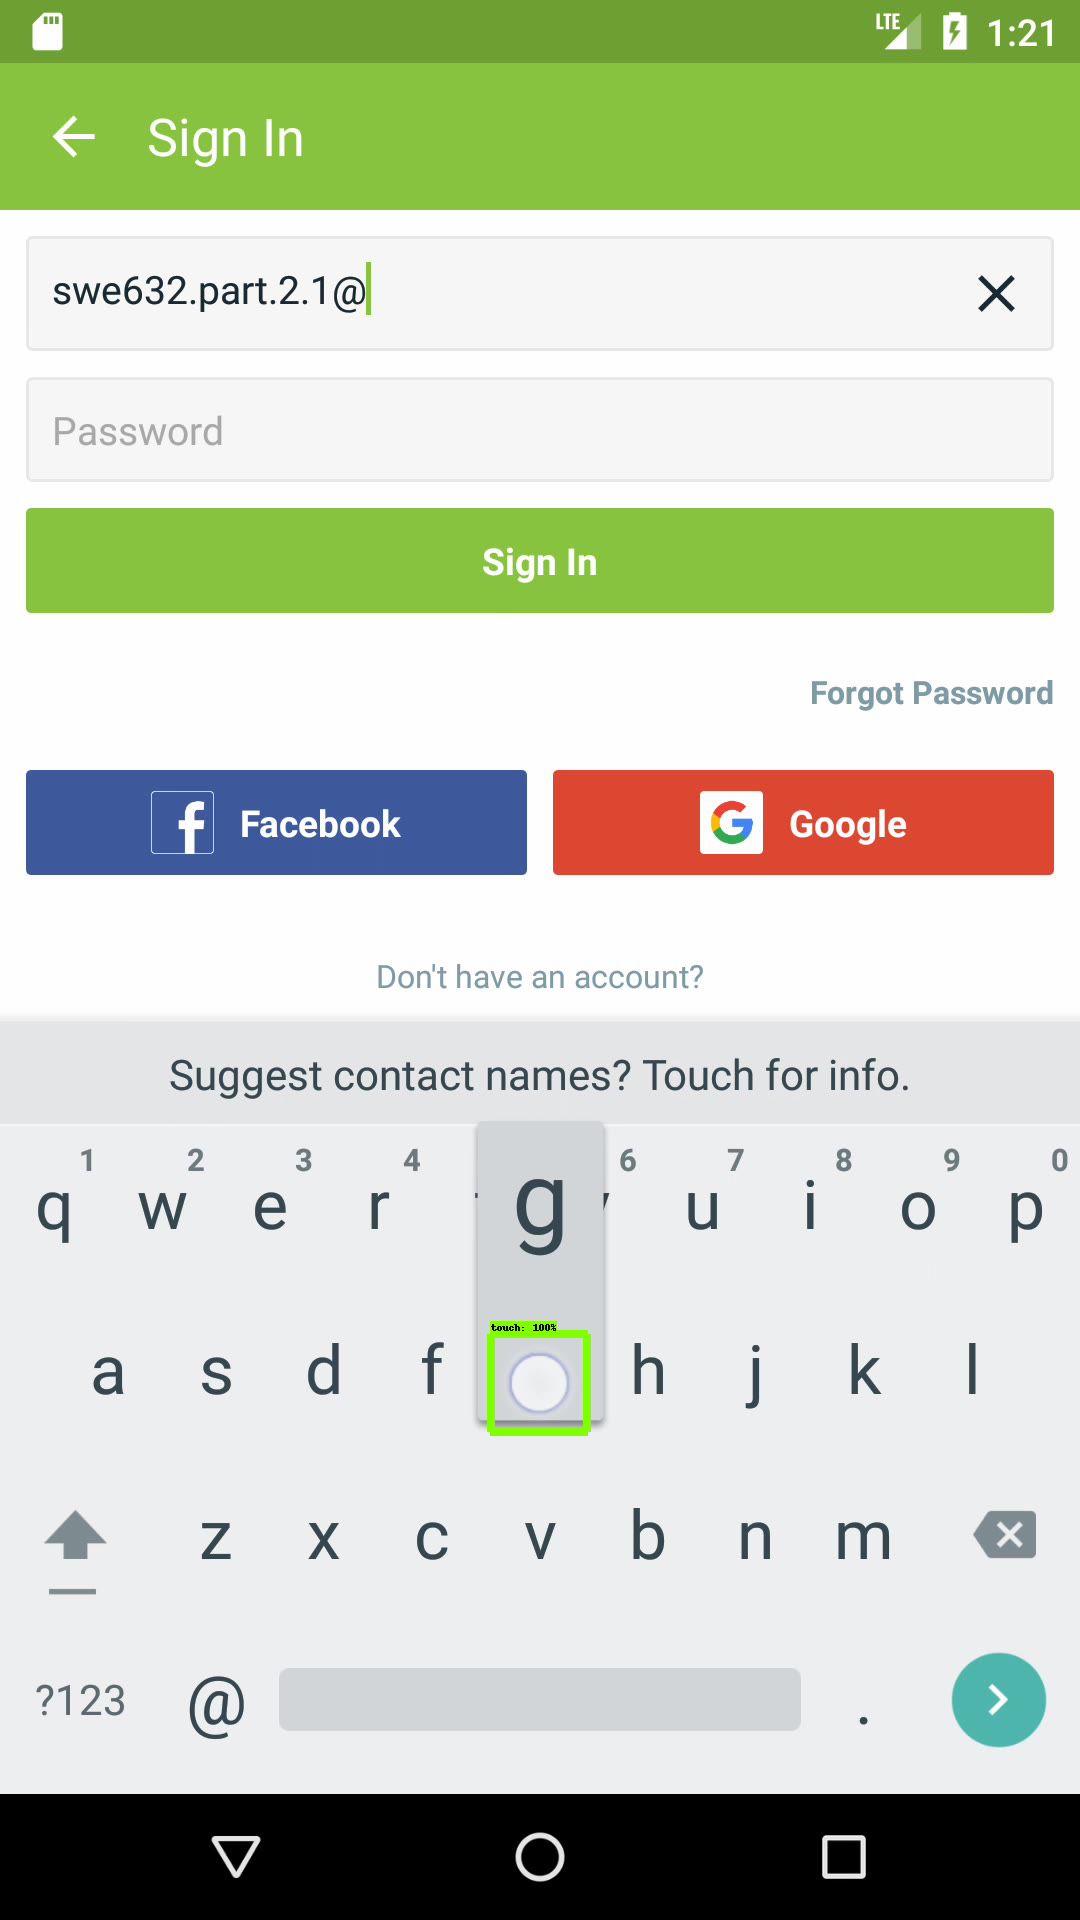 LTE 1:21
Sign In
swe632.part.2.1@
Password
Sign In
Forgot Password
Facebook
Google
Don't have an account?
Suggest contact names? Touch for info.
1 2 3 4 6 7 8 9 0
q w e r g u i o p
touch: 100%
a s d f h j k l
z x c v b n m
?123 @ .